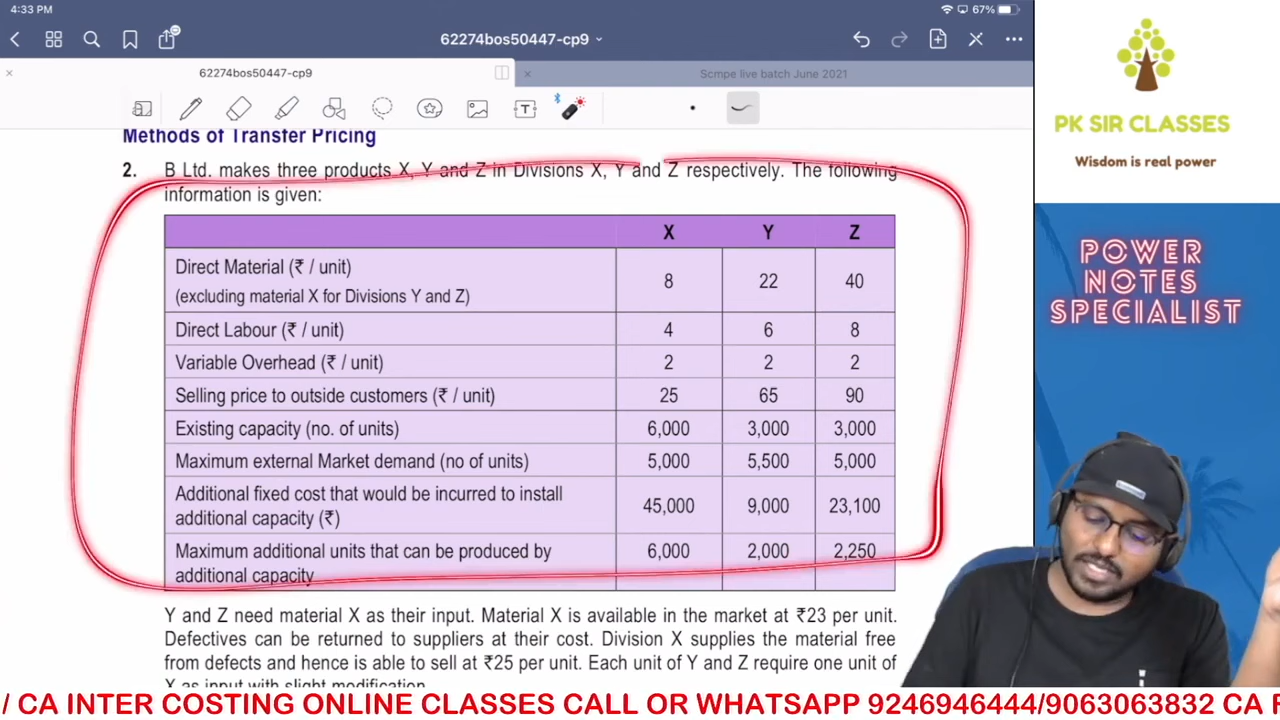 4:33 PM
67%
62274bos50447-cp9
62274bos50447-cp9
Scmpe live batch June 2021
PK SIR CLASSES
Wisdom is real power
POWER
NOTES
SPECIALIST
Methods of Transfer Pricing
2. B Ltd. makes three products X, Y and Z in Divisions X, Y and Z respectively. The following
information is given:
X Y Z
Direct Material (₹ / unit)
(excluding material X for Divisions Y and Z) 8 22 40
Direct Labour (₹ / unit) 4 6 8
Variable Overhead (₹ / unit) 2 2 2
Selling price to outside customers (₹ / unit) 25 65 90
Existing capacity (no. of units) 6,000 3,000 3,000
Maximum external Market demand (no of units) 5,000 5,500 5,000
Additional fixed cost that would be incurred to install
additional capacity (₹) 45,000 9,000 23,100
Maximum additional units that can be produced by 6,000 2,000 2,250
additional capacity
Y and Z need material X as their input. Material X is available in the market at ₹23 per unit.
Defectives can be returned to suppliers at their cost. Division X supplies the material free
from defects and hence is able to sell at ₹25 per unit. Each unit of Y and Z require one unit of
X as input with slight modification.
/ CA INTER COSTING ONLINE CLASSES CALL OR WHATSAPP 9246946444/9063063832 CA